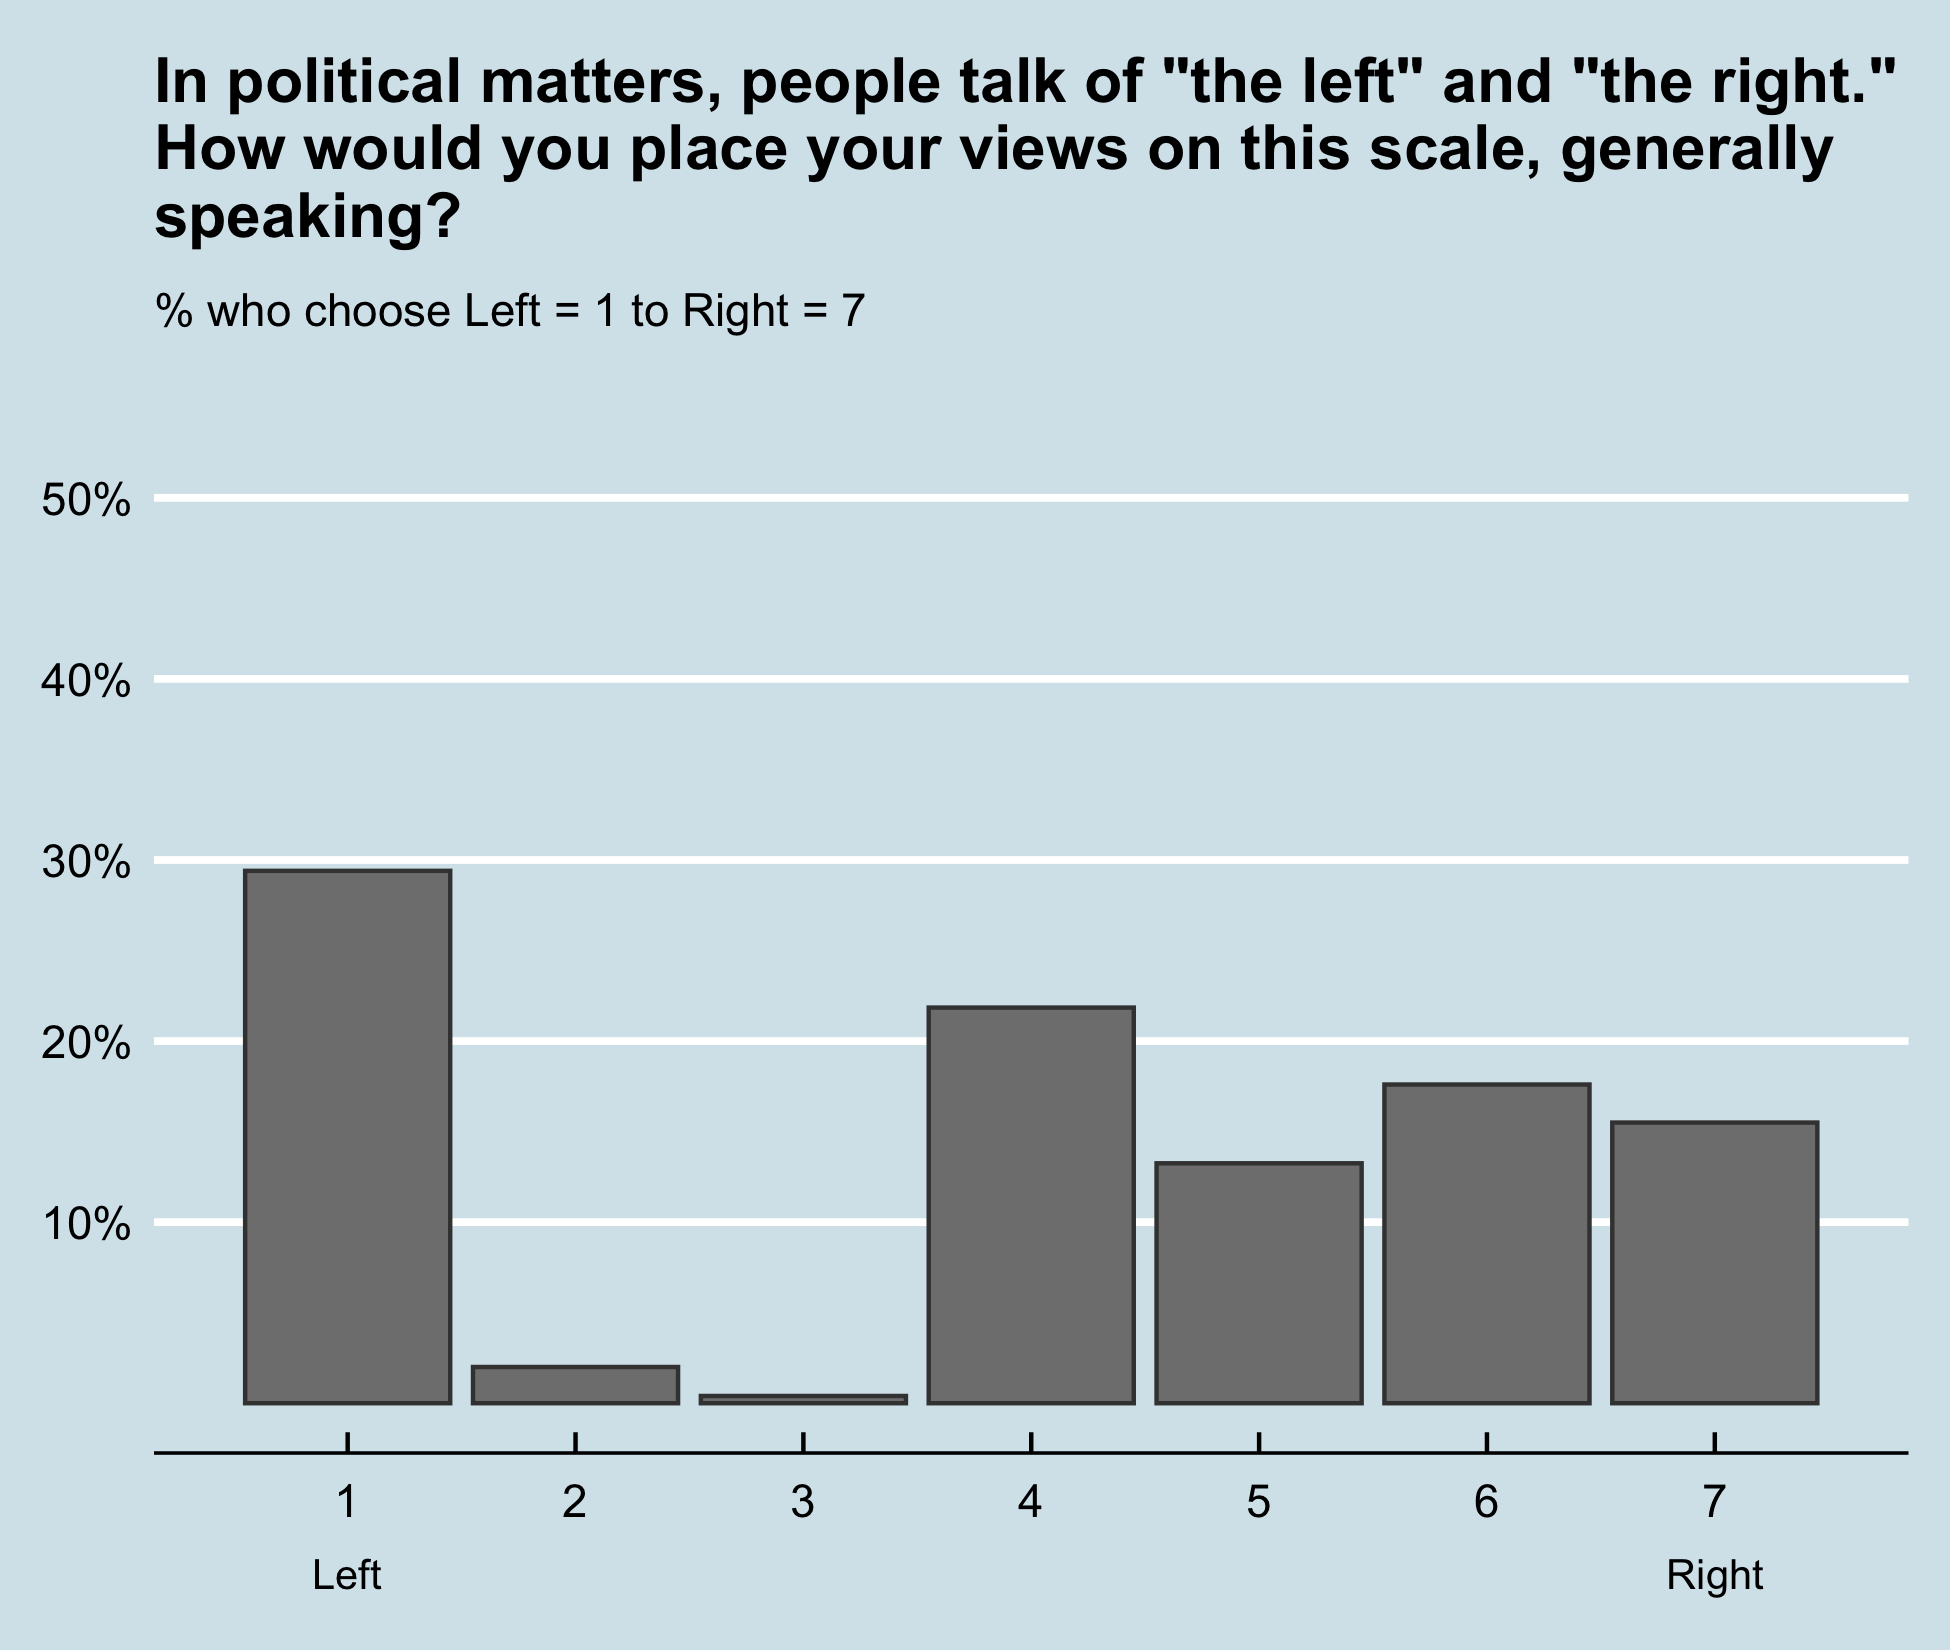 In political matters, people talk of "the left" and "the right."
How would you place your views on this scale, generally
speaking?
% who choose Left = 1 to Right = 7
50%
40%
30%
20%
10%
1 2 3 4 5 6 7
Left Right